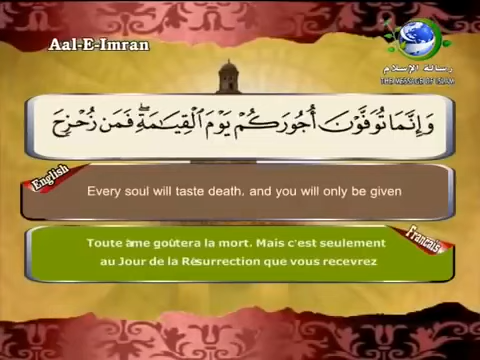 Aal-E-Imran
رسالة الإسلام
THE MESSAGE OF ISLAM
وَإِنَّمَا تُوَفَّوْنَ أُجُورَكُمْ يَوْمَ الْقِيَامَةِ ۖ فَمَن زُحْزِحَ
English
Every soul will taste death. and you will only be given
Francais
Toute âme goûtera la mort. Mais c'est seulement
au Jour de la Résurrection que vous recevrez